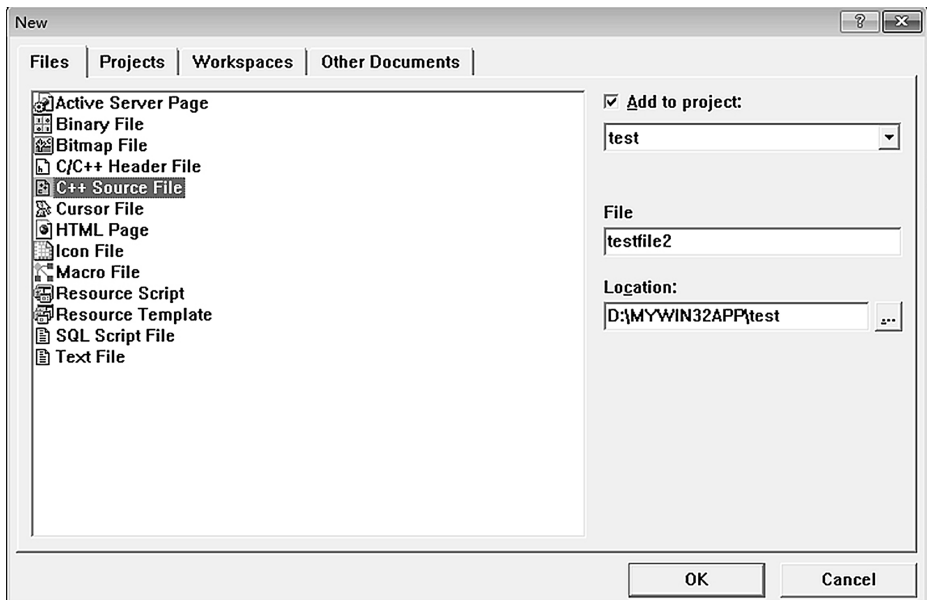 New
Files Projects Workspaces Other Documents
Active Server Page
Binary File
Bitmap File
C/C++ Header File
C++ Source File
Cursor File
HTML Page
Icon File
Macro File
Resource Script
Resource Template
SQL Script File
Text File
Add to project:
test
File
testfile2
Location:
D:\MYWIN32APP\test
...
OK Cancel